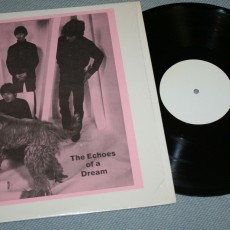 The Echoes
of a
Dream